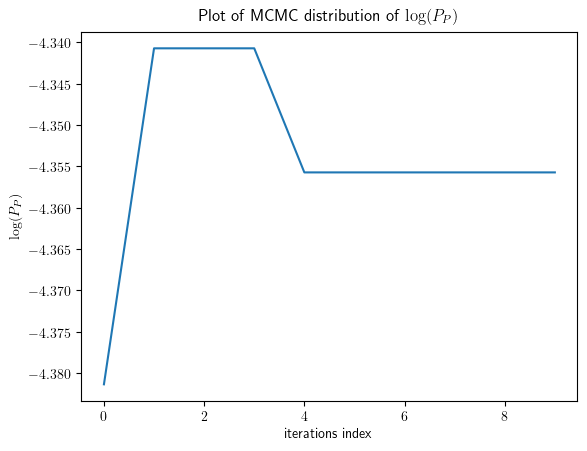 Plot of MCMC distribution of log(P_P)
−4.340
−4.345
−4.350
−4.355
−4.360
−4.365
−4.370
−4.375
−4.380
log(P_P)
0 2 4 6 8
iterations index